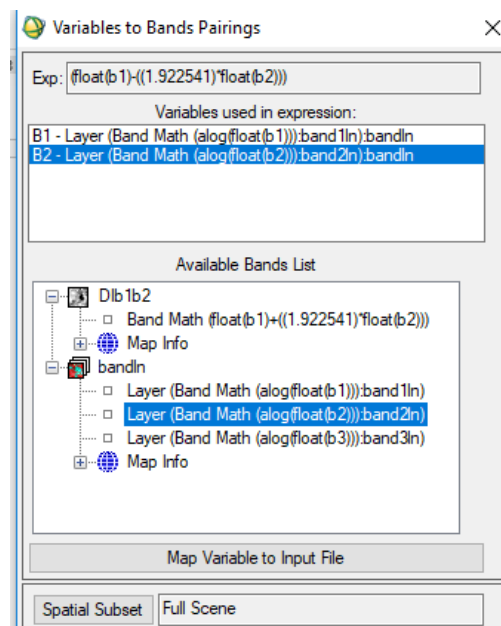 Variables to Bands Pairings
Exp: (float(b1)-((1.922541)*float(b2)))
Variables used in expression:
B1 - Layer (Band Math (alog(float(b1))):band1ln):bandln
B2 - Layer (Band Math (alog(float(b2))):band2ln):bandln
Available Bands List
DIb1b2
Band Math (float(b1)+((1.922541)*float(b2)))
Map Info
bandln
Layer (Band Math (alog(float(b1))):band1ln)
Layer (Band Math (alog(float(b2))):band2ln)
Layer (Band Math (alog(float(b3))):band3ln)
Map Info
Map Variable to Input File
Spatial Subset Full Scene